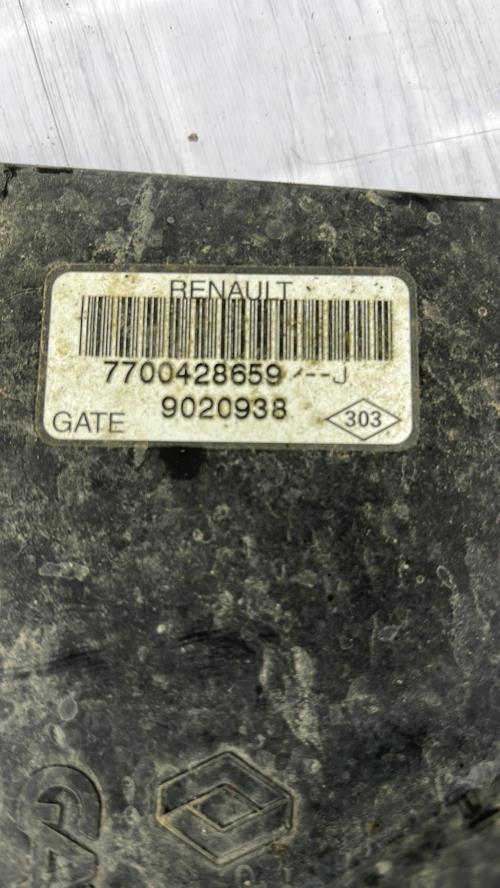 RENAULT
7700428659 --J
9020938
GATE
303